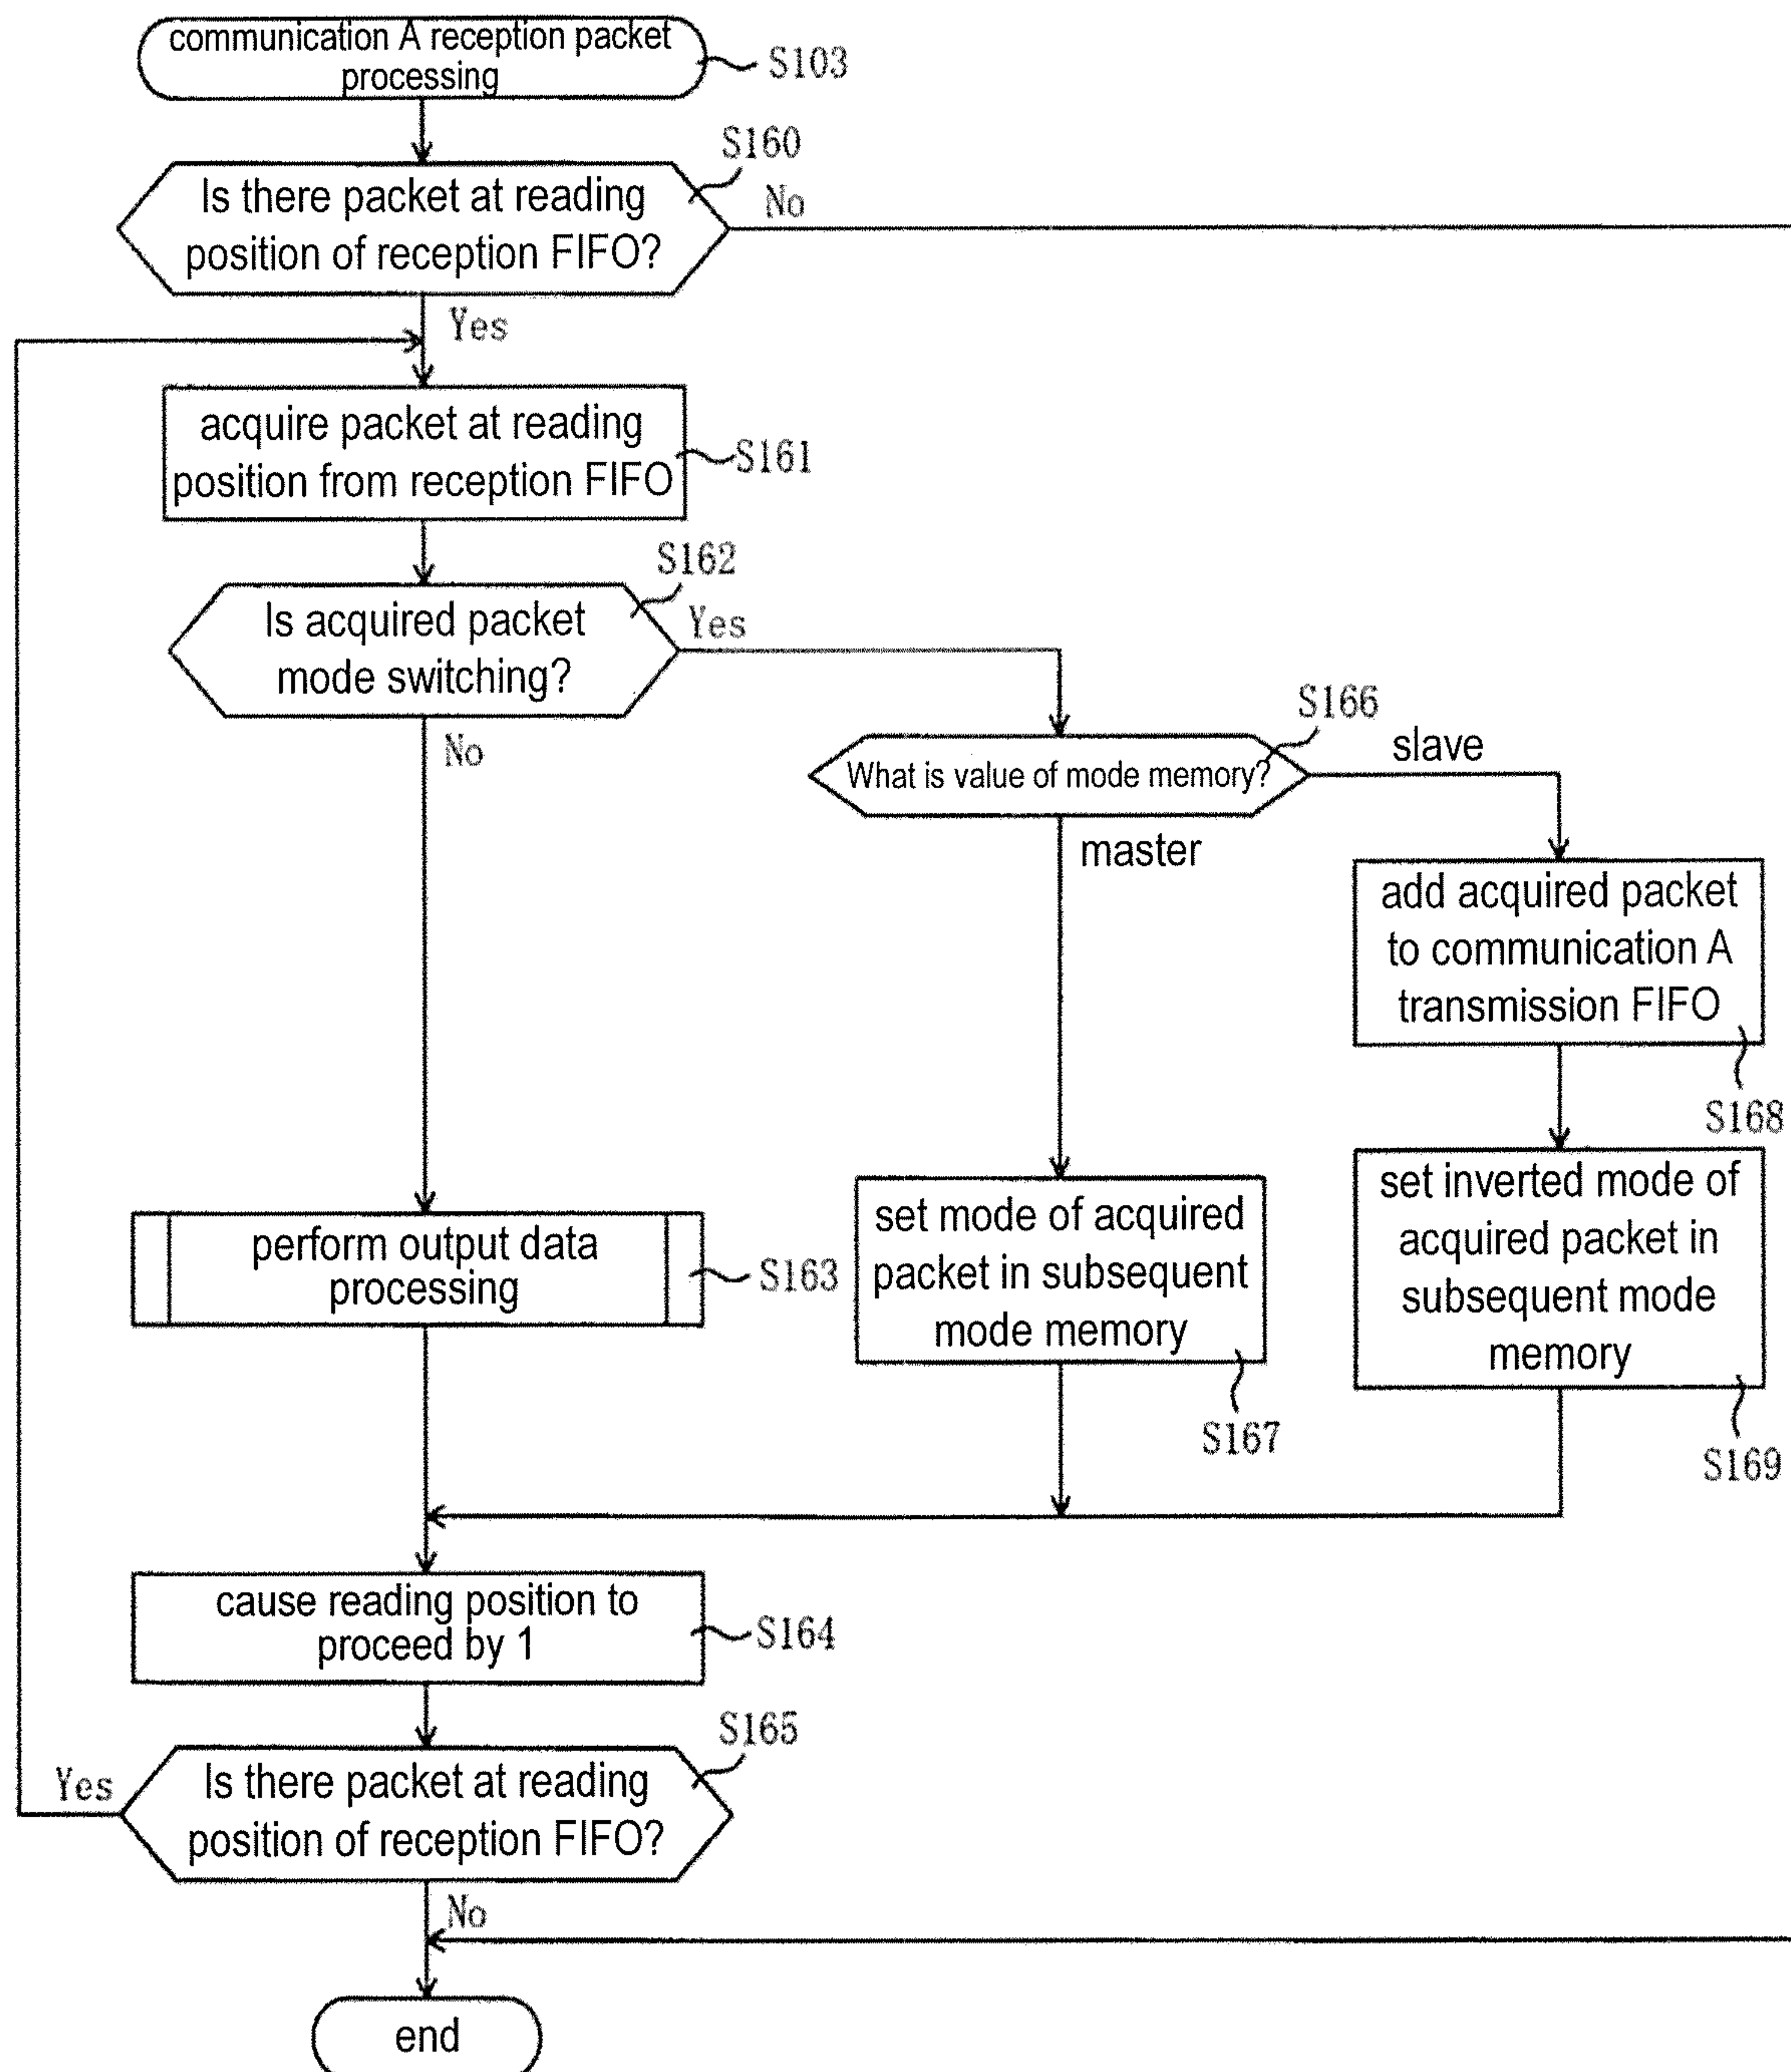 communication A reception packet
processing
S103
S160
Is there packet at reading
position of reception FIFO?
No
Yes
acquire packet at reading
position from reception FIFO
S161
S162
Is acquired packet
mode switching?
Yes
No
S166
What is value of mode memory?
slave
master
add acquired packet
to communication A
transmission FIFO
S168
perform output data
processing
S163
set mode of acquired
packet in subsequent
mode memory
S167
set inverted mode of
acquired packet in
subsequent mode
memory
S169
cause reading position to
proceed by 1
S164
S165
Is there packet at reading
position of reception FIFO?
Yes
No
end